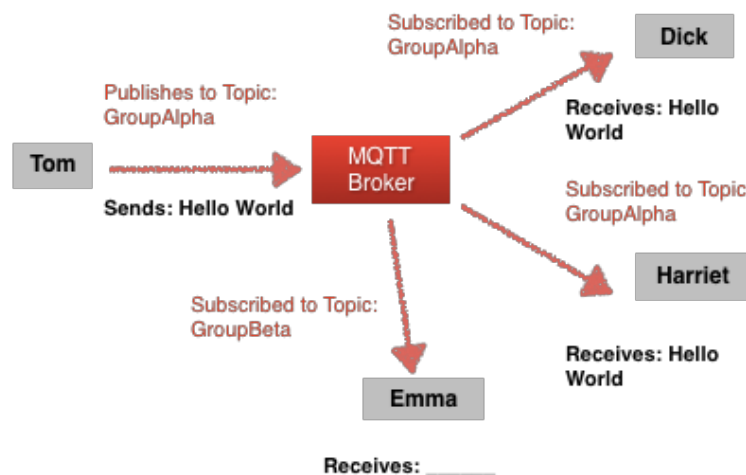 Subscribed to Topic:
GroupAlpha
Dick
Publishes to Topic:
GroupAlpha
Receives: Hello
World
Tom
MQTT
Broker
Sends: Hello World
Subscribed to Topic:
GroupAlpha
Harriet
Subscribed to Topic:
GroupBeta
Receives: Hello
World
Emma
Receives: ______